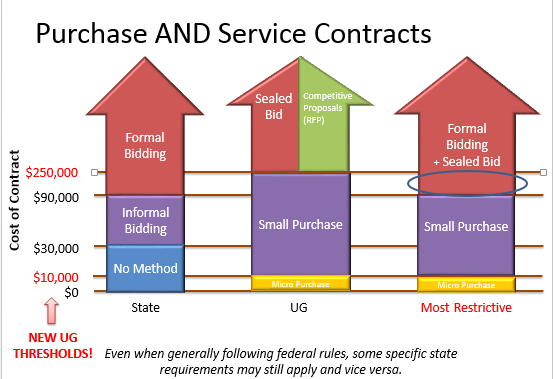 Purchase AND Service Contracts
Cost of Contract
$250,000
$90,000
$30,000
$10,000
$0
Formal
Bidding
Informal
Bidding
No Method
State
Sealed
Bid
Competitive
Proposals
(RFP)
Small Purchase
Micro Purchase
UG
Formal
Bidding
+ Sealed Bid
Small Purchase
Micro Purchase
Most Restrictive
NEW UG
THRESHOLDS!
Even when generally following federal rules, some specific state
requirements may still apply and vice versa.